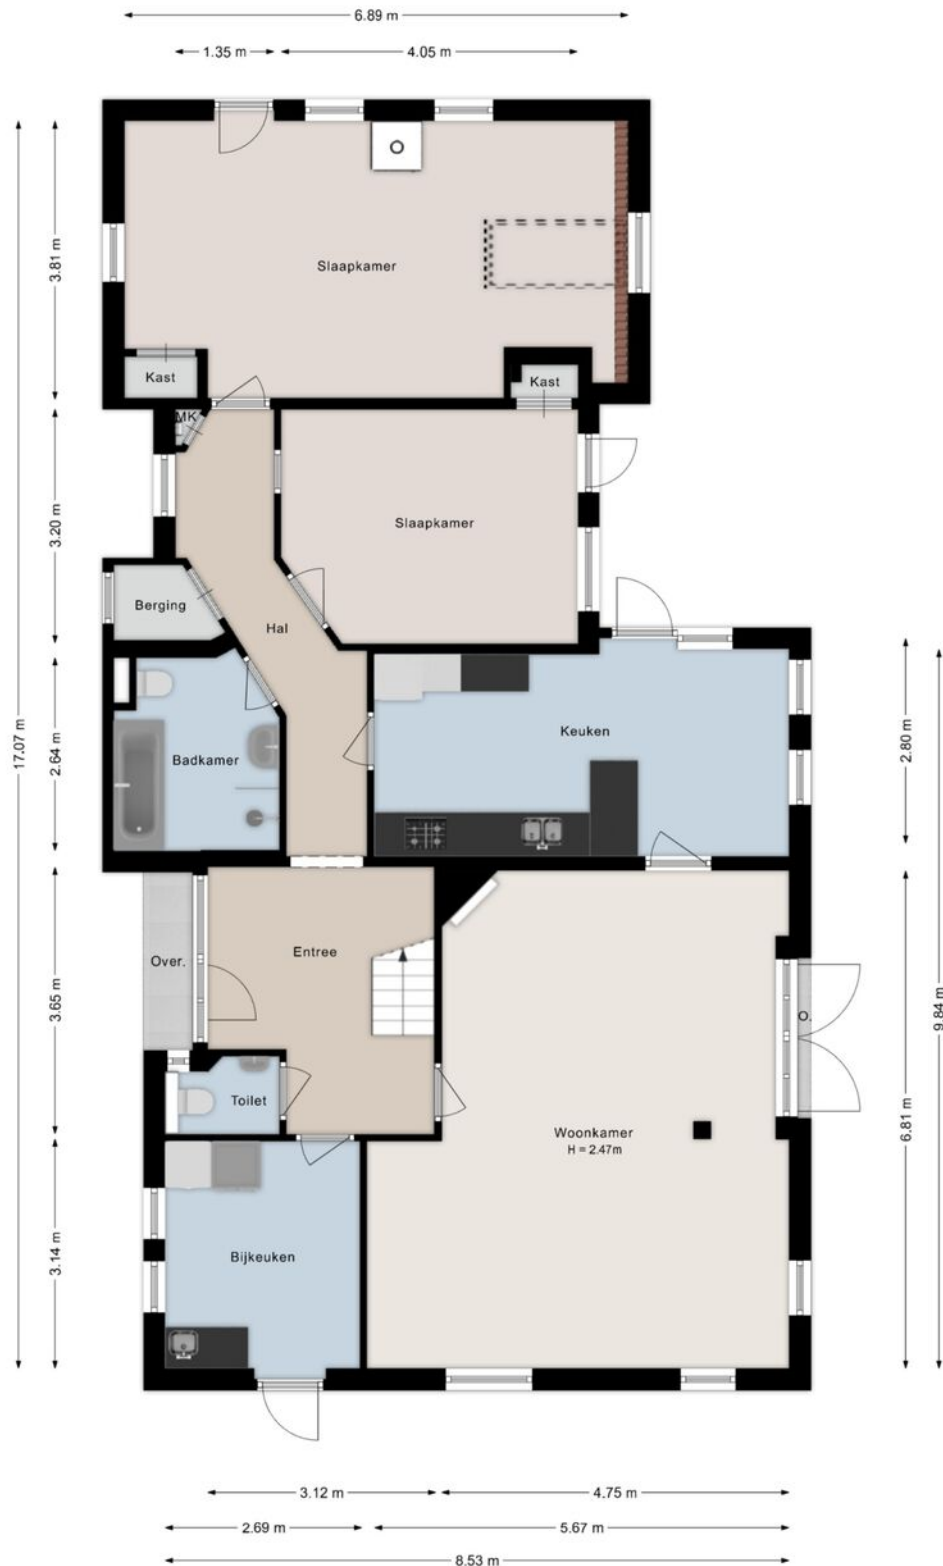 6.89 m
1.35 m
4.05 m
3.81 m
Slaapkamer
Kast
Kast
MK
17.07 m
3.20 m
Slaapkamer
Berging
Hal
2.64 m
Badkamer
Keuken
2.80 m
Over.
Entree
3.65 m
O.
9.84 m
Toilet
6.81 m
Woonkamer
H = 2.47m
3.14 m
Bijkeuken
3.12 m
4.75 m
2.69 m
5.67 m
8.53 m